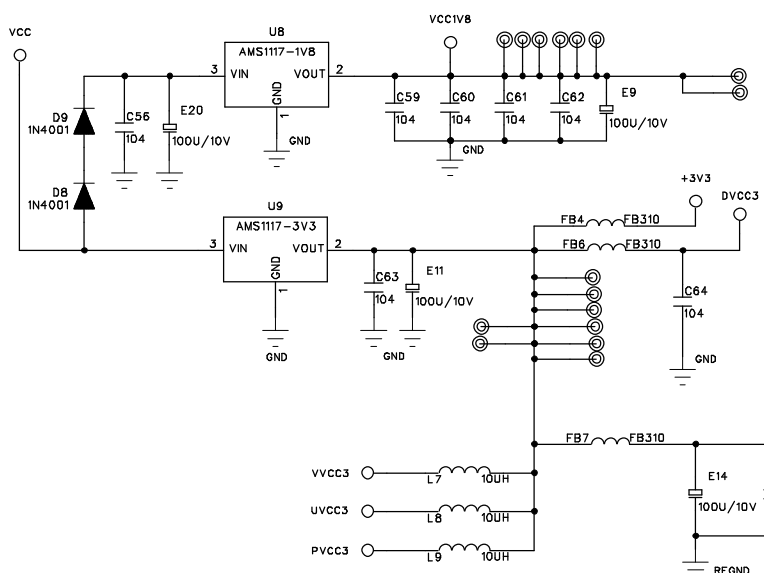 VCC
U8
VCC1V8
AMS1117-1V8
3 VIN VOUT 2
GND
1
GND
D9
1N4001
C56
104
E20
100U/10V
C59
104
C60
104
C61
104
C62
104
E9
100U/10V
GND
D8
1N4001
U9
AMS1117-3V3
3 VIN VOUT 2
GND
1
GND
C63
104
E11
100U/10V
GND
+3V3
DVCC3
FB4 FB310
FB6 FB310
C64
104
GND
FB7 FB310
VVCC3
L7 10UH
UVCC3
L8 10UH
PVCC3
L9 10UH
E14
100U/10V
REGND